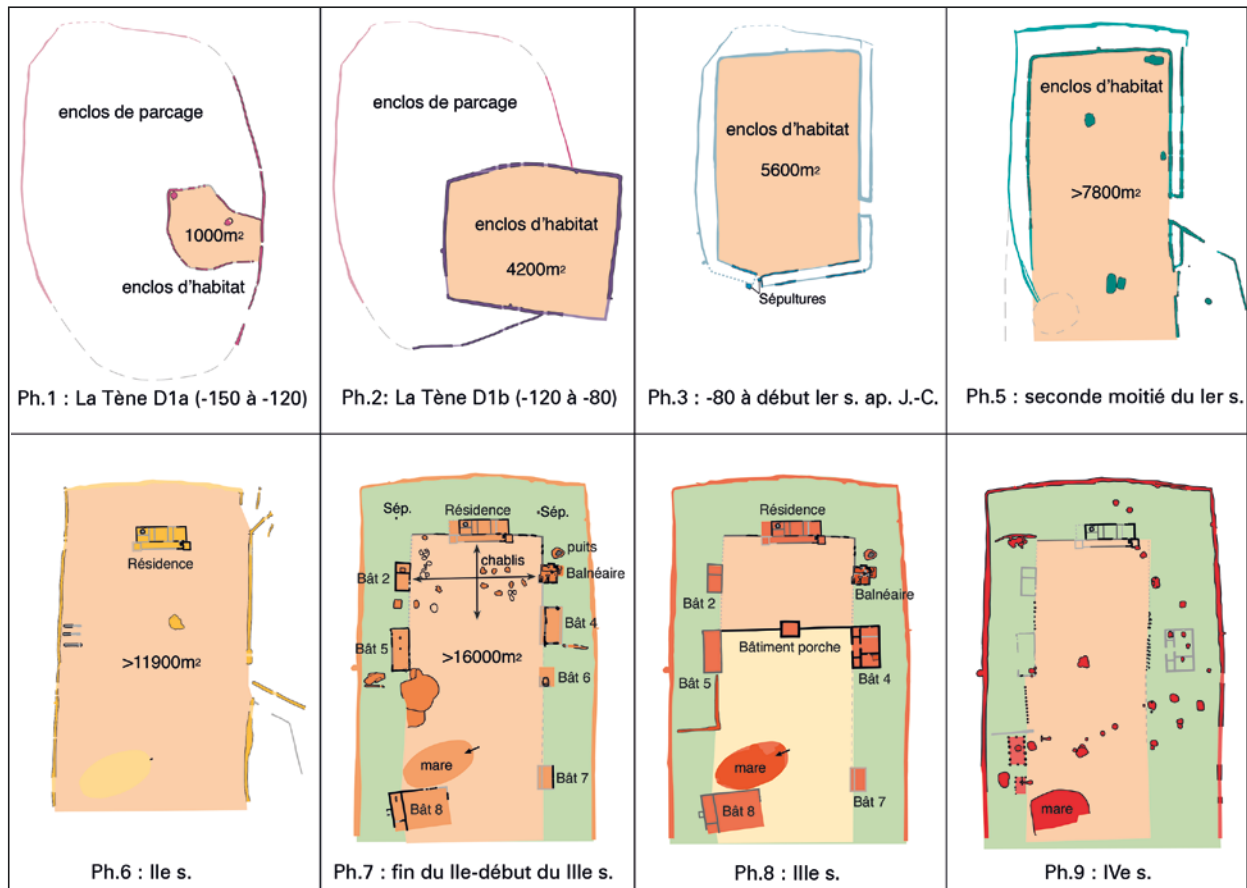 enclos de parcage
1000m²
enclos d'habitat
Ph.1 : La Tène D1a (-150 à -120)
enclos de parcage
enclos d'habitat
4200m²
Ph.2: La Tène D1b (-120 à -80)
enclos d'habitat
5600m²
Sépultures
Ph.3 : -80 à début Ier s. ap. J.-C.
enclos d'habitat
>7800m²
Ph.5 : seconde moitié du Ier s.
Résidence
>11900m²
Ph.6 : IIe s.
Sép.
Résidence
Sép.
puits
chablis
Bât 2
Balnéaire
Bât 4
Bât 5
>16000m²
Bât 6
mare
Bât 7
Bât 8
Ph.7 : fin du IIe-début du IIIe s.
Résidence
Bât 2
Balnéaire
Bâtiment porche
Bât 5
Bât 4
mare
Bât 7
Bât 8
Ph.8 : IIIe s.
mare
Ph.9 : IVe s.